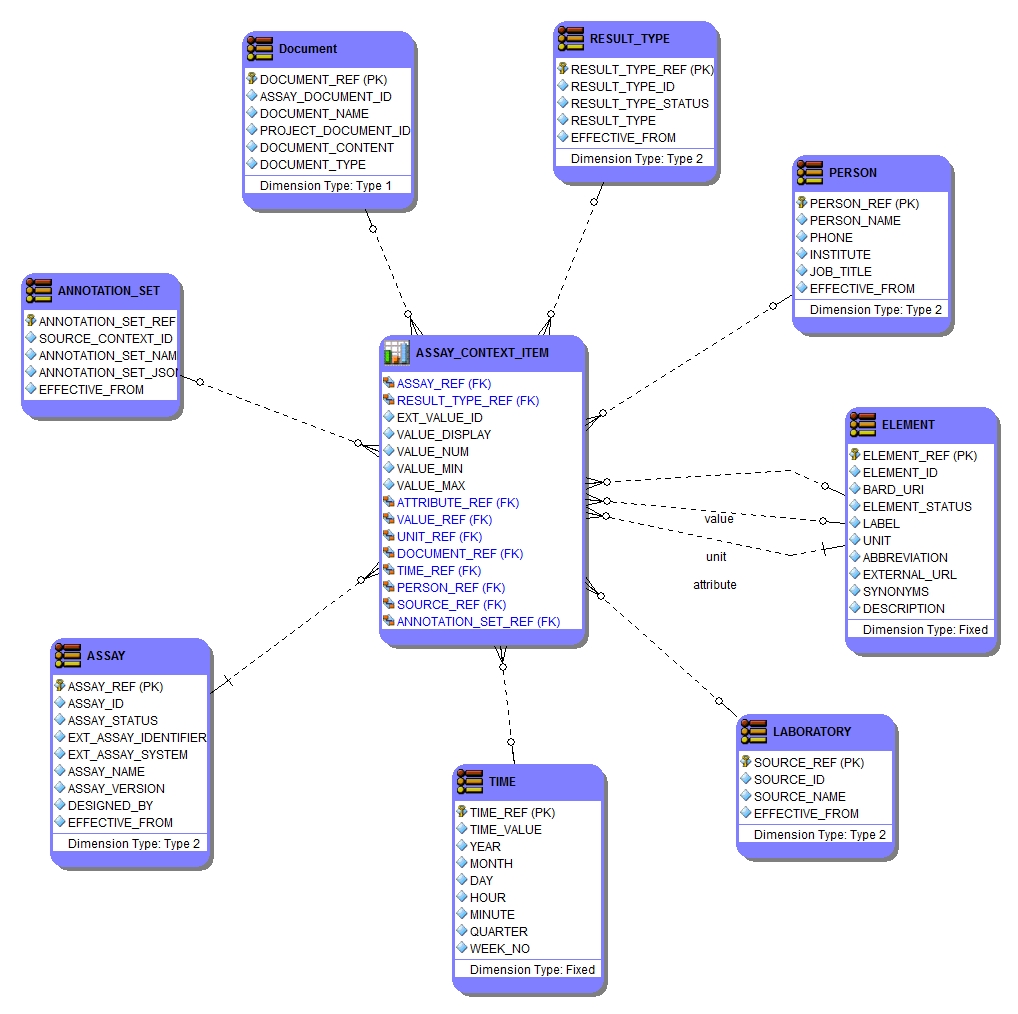 Document
DOCUMENT_REF (PK)
ASSAY_DOCUMENT_ID
DOCUMENT_NAME
PROJECT_DOCUMENT_ID
DOCUMENT_CONTENT
DOCUMENT_TYPE
Dimension Type: Type 1
RESULT_TYPE
RESULT_TYPE_REF (PK)
RESULT_TYPE_ID
RESULT_TYPE_STATUS
RESULT_TYPE
EFFECTIVE_FROM
Dimension Type: Type 2
PERSON
PERSON_REF (PK)
PERSON_NAME
PHONE
INSTITUTE
JOB_TITLE
EFFECTIVE_FROM
Dimension Type: Type 2
ANNOTATION_SET
ANNOTATION_SET_REF
SOURCE_CONTEXT_ID
ANNOTATION_SET_NAM
ANNOTATION_SET_JSON
EFFECTIVE_FROM
ASSAY_CONTEXT_ITEM
ASSAY_REF (FK)
RESULT_TYPE_REF (FK)
EXT_VALUE_ID
VALUE_DISPLAY
VALUE_NUM
VALUE_MIN
VALUE_MAX
ATTRIBUTE_REF (FK)
VALUE_REF (FK)
UNIT_REF (FK)
DOCUMENT_REF (FK)
TIME_REF (FK)
PERSON_REF (FK)
SOURCE_REF (FK)
ANNOTATION_SET_REF (FK)
value
unit
attribute
ELEMENT
ELEMENT_REF (PK)
ELEMENT_ID
BARD_URI
ELEMENT_STATUS
LABEL
UNIT
ABBREVIATION
EXTERNAL_URL
SYNONYMS
DESCRIPTION
Dimension Type: Fixed
ASSAY
ASSAY_REF (PK)
ASSAY_ID
ASSAY_STATUS
EXT_ASSAY_IDENTIFIER
EXT_ASSAY_SYSTEM
ASSAY_NAME
ASSAY_VERSION
DESIGNED_BY
EFFECTIVE_FROM
Dimension Type: Type 2
TIME
TIME_REF (PK)
TIME_VALUE
YEAR
MONTH
DAY
HOUR
MINUTE
QUARTER
WEEK_NO
Dimension Type: Fixed
LABORATORY
SOURCE_REF (PK)
SOURCE_ID
SOURCE_NAME
EFFECTIVE_FROM
Dimension Type: Type 2